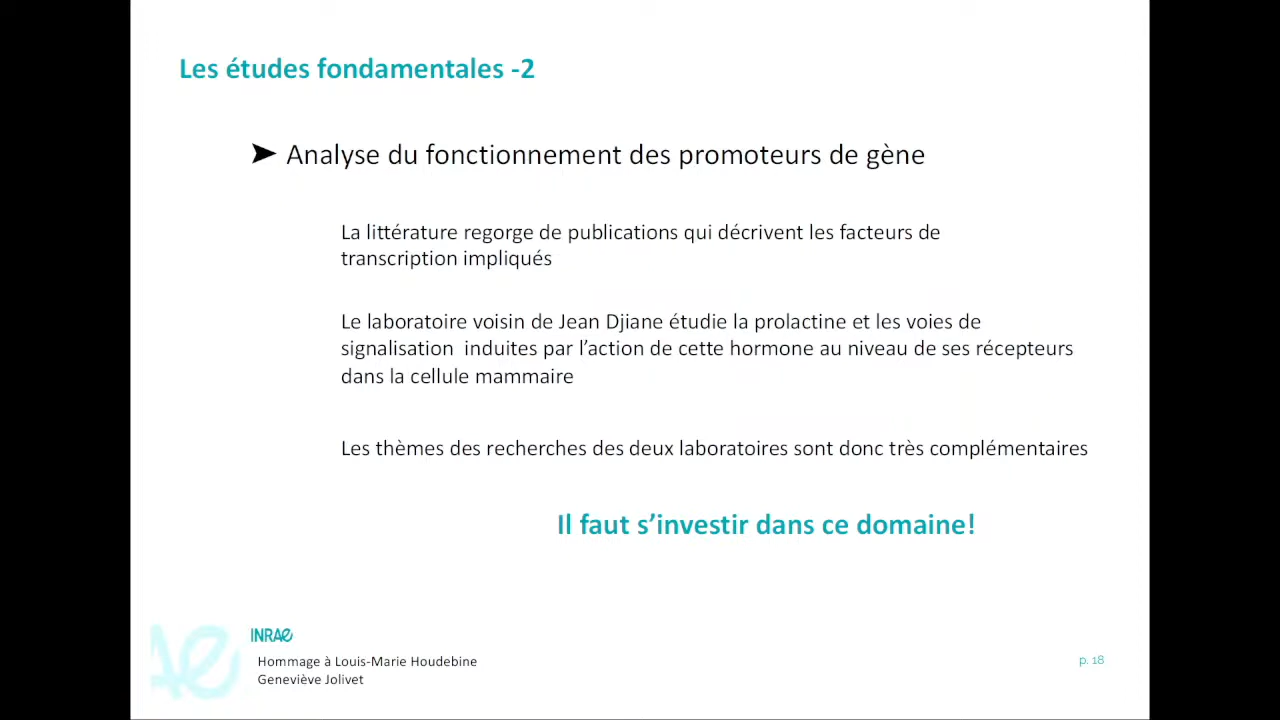 Les études fondamentales -2
➤ Analyse du fonctionnement des promoteurs de gène
La littérature regorge de publications qui décrivent les facteurs de
transcription impliqués
Le laboratoire voisin de Jean Djiane étudie la prolactine et les voies de
signalisation  induites par l’action de cette hormone au niveau de ses récepteurs
dans la cellule mammaire
Les thèmes des recherches des deux laboratoires sont donc très complémentaires
Il faut s’investir dans ce domaine!
INRAE
Hommage à Louis-Marie Houdebine
Geneviève Jolivet
p. 18